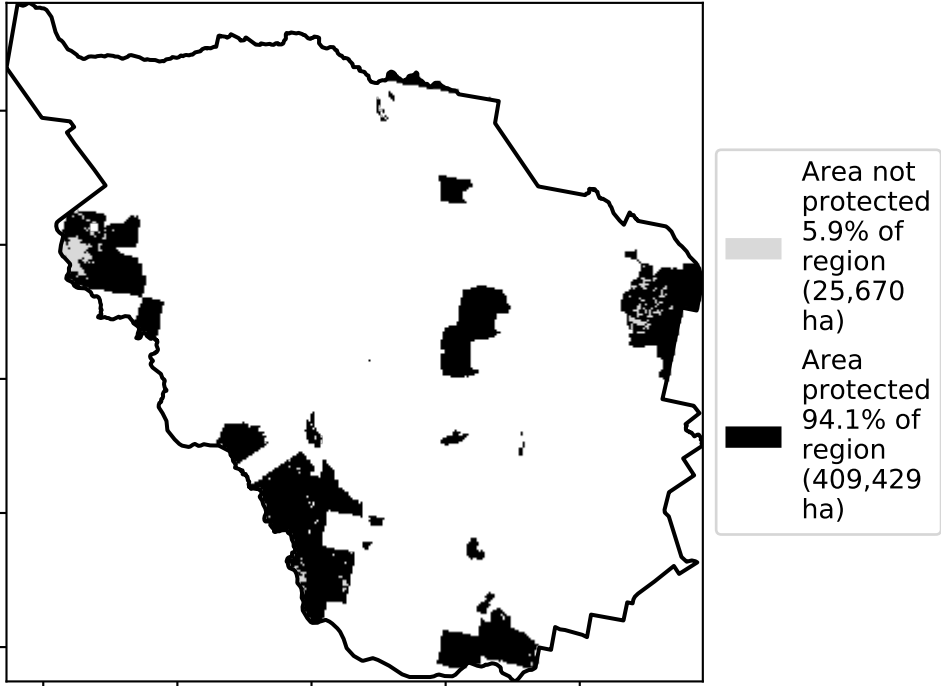 Area not
protected
5.9% of
region
(25,670
ha)
Area
protected
94.1% of
region
(409,429
ha)